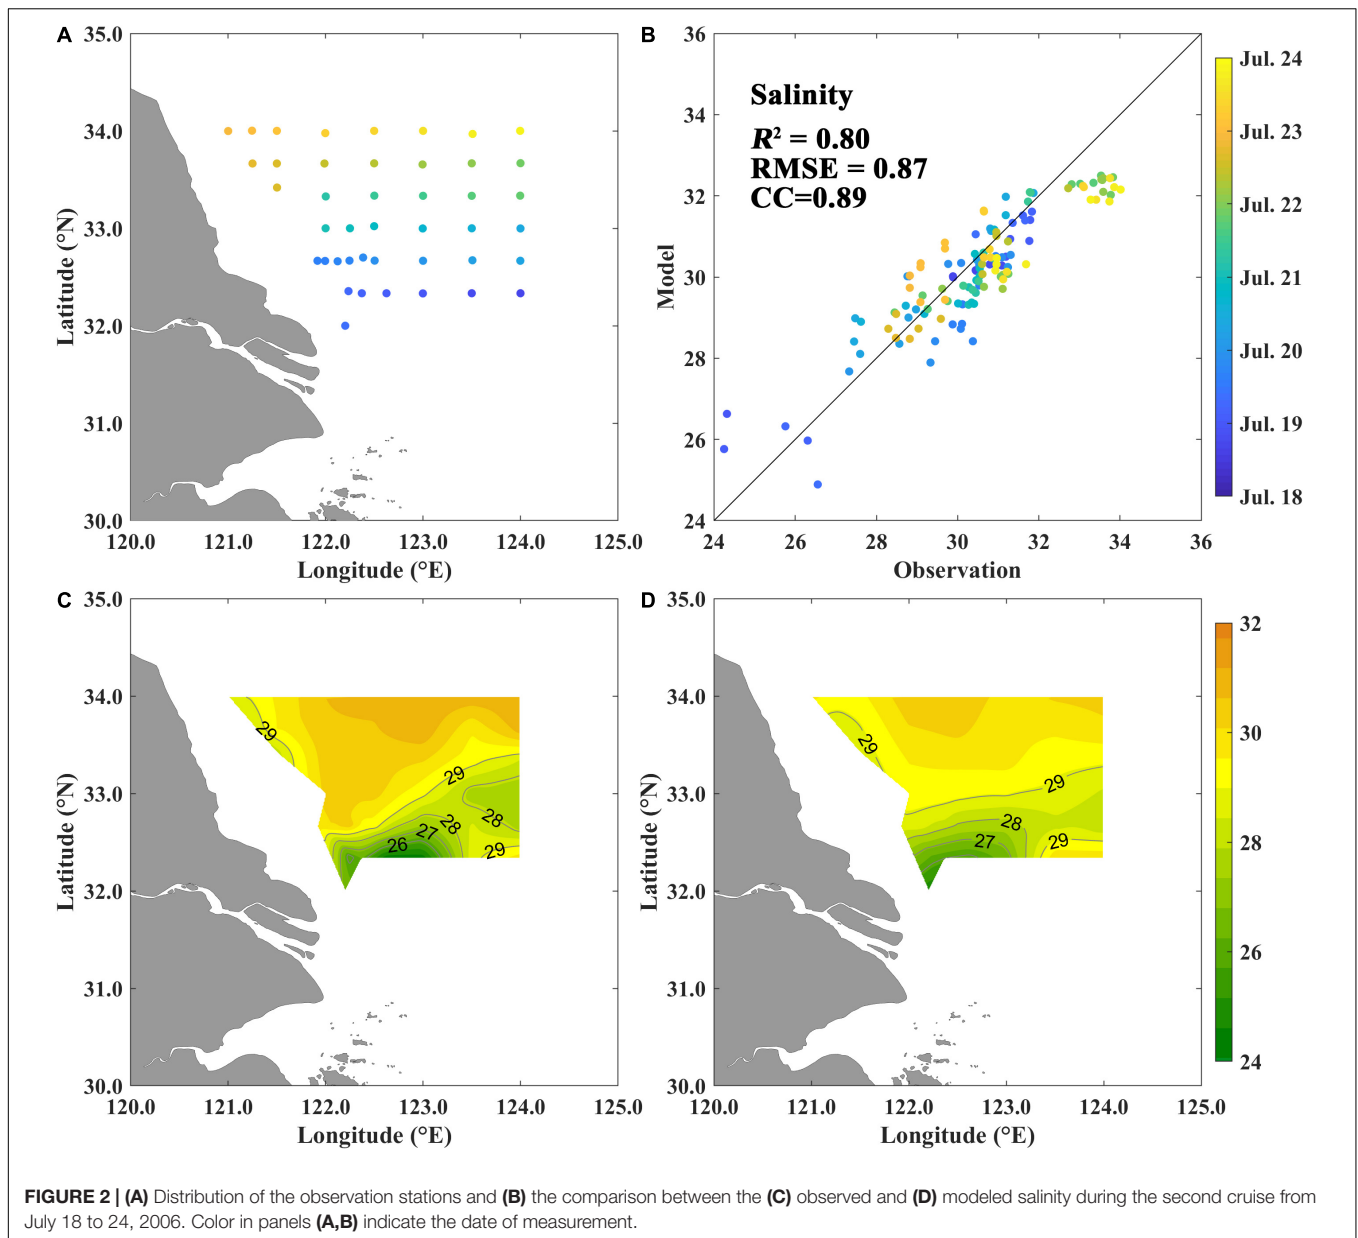 A
35.0
34.0
33.0
32.0
31.0
30.0
Latitude (°N)
120.0 121.0 122.0 123.0 124.0 125.0
Longitude (°E)
B
36
34
32
30
28
26
24
Model
Salinity
R² = 0.80
RMSE = 0.87
CC=0.89
24 26 28 30 32 34 36
Observation
Jul. 24
Jul. 23
Jul. 22
Jul. 21
Jul. 20
Jul. 19
Jul. 18
C
35.0
34.0
33.0
32.0
31.0
30.0
Latitude (°N)
29
29
28
28
27
26
29
120.0 121.0 122.0 123.0 124.0 125.0
Longitude (°E)
D
35.0
34.0
33.0
32.0
31.0
30.0
Latitude (°N)
29
29
28
27
29
120.0 121.0 122.0 123.0 124.0 125.0
Longitude (°E)
32
30
28
26
24
FIGURE 2 | (A) Distribution of the observation stations and (B) the comparison between the (C) observed and (D) modeled salinity during the second cruise from
July 18 to 24, 2006. Color in panels (A,B) indicate the date of measurement.